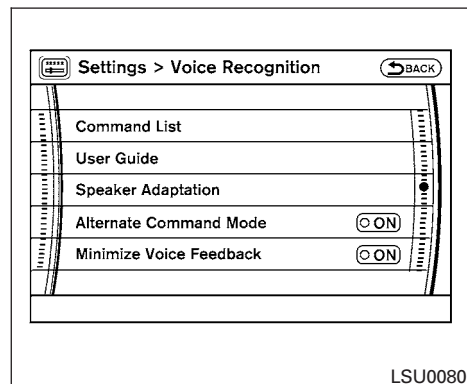 Settings > Voice Recognition BACK
Command List
User Guide
Speaker Adaptation
Alternate Command Mode ON
Minimize Voice Feedback ON
LSU0080